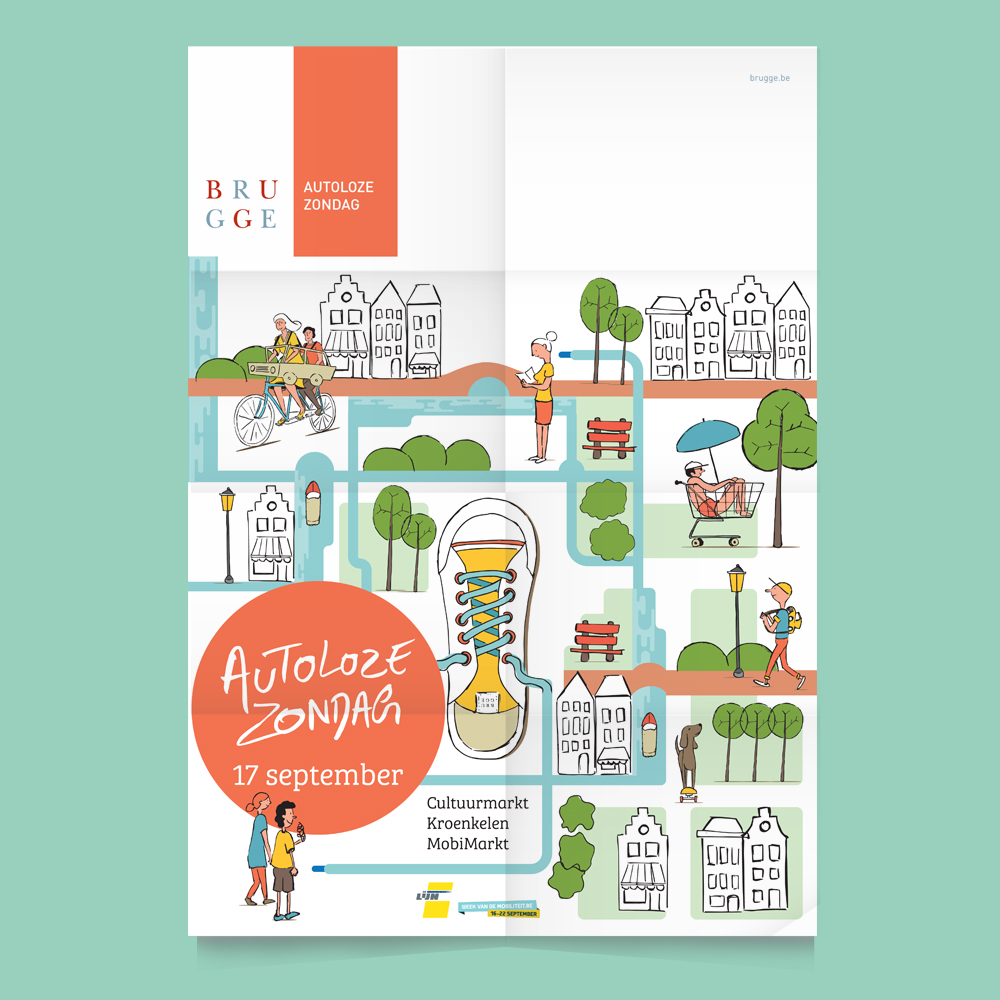 brugge.be
BRU
GGE
AUTOLOZE
ZONDAG
AUTOLOZE
ZONDAG
17 september
Cultuurmarkt
Kroenkelen
MobiMarkt
LIJN
WEEK VAN DE MOBILITEIT.BE
16-22 SEPTEMBER